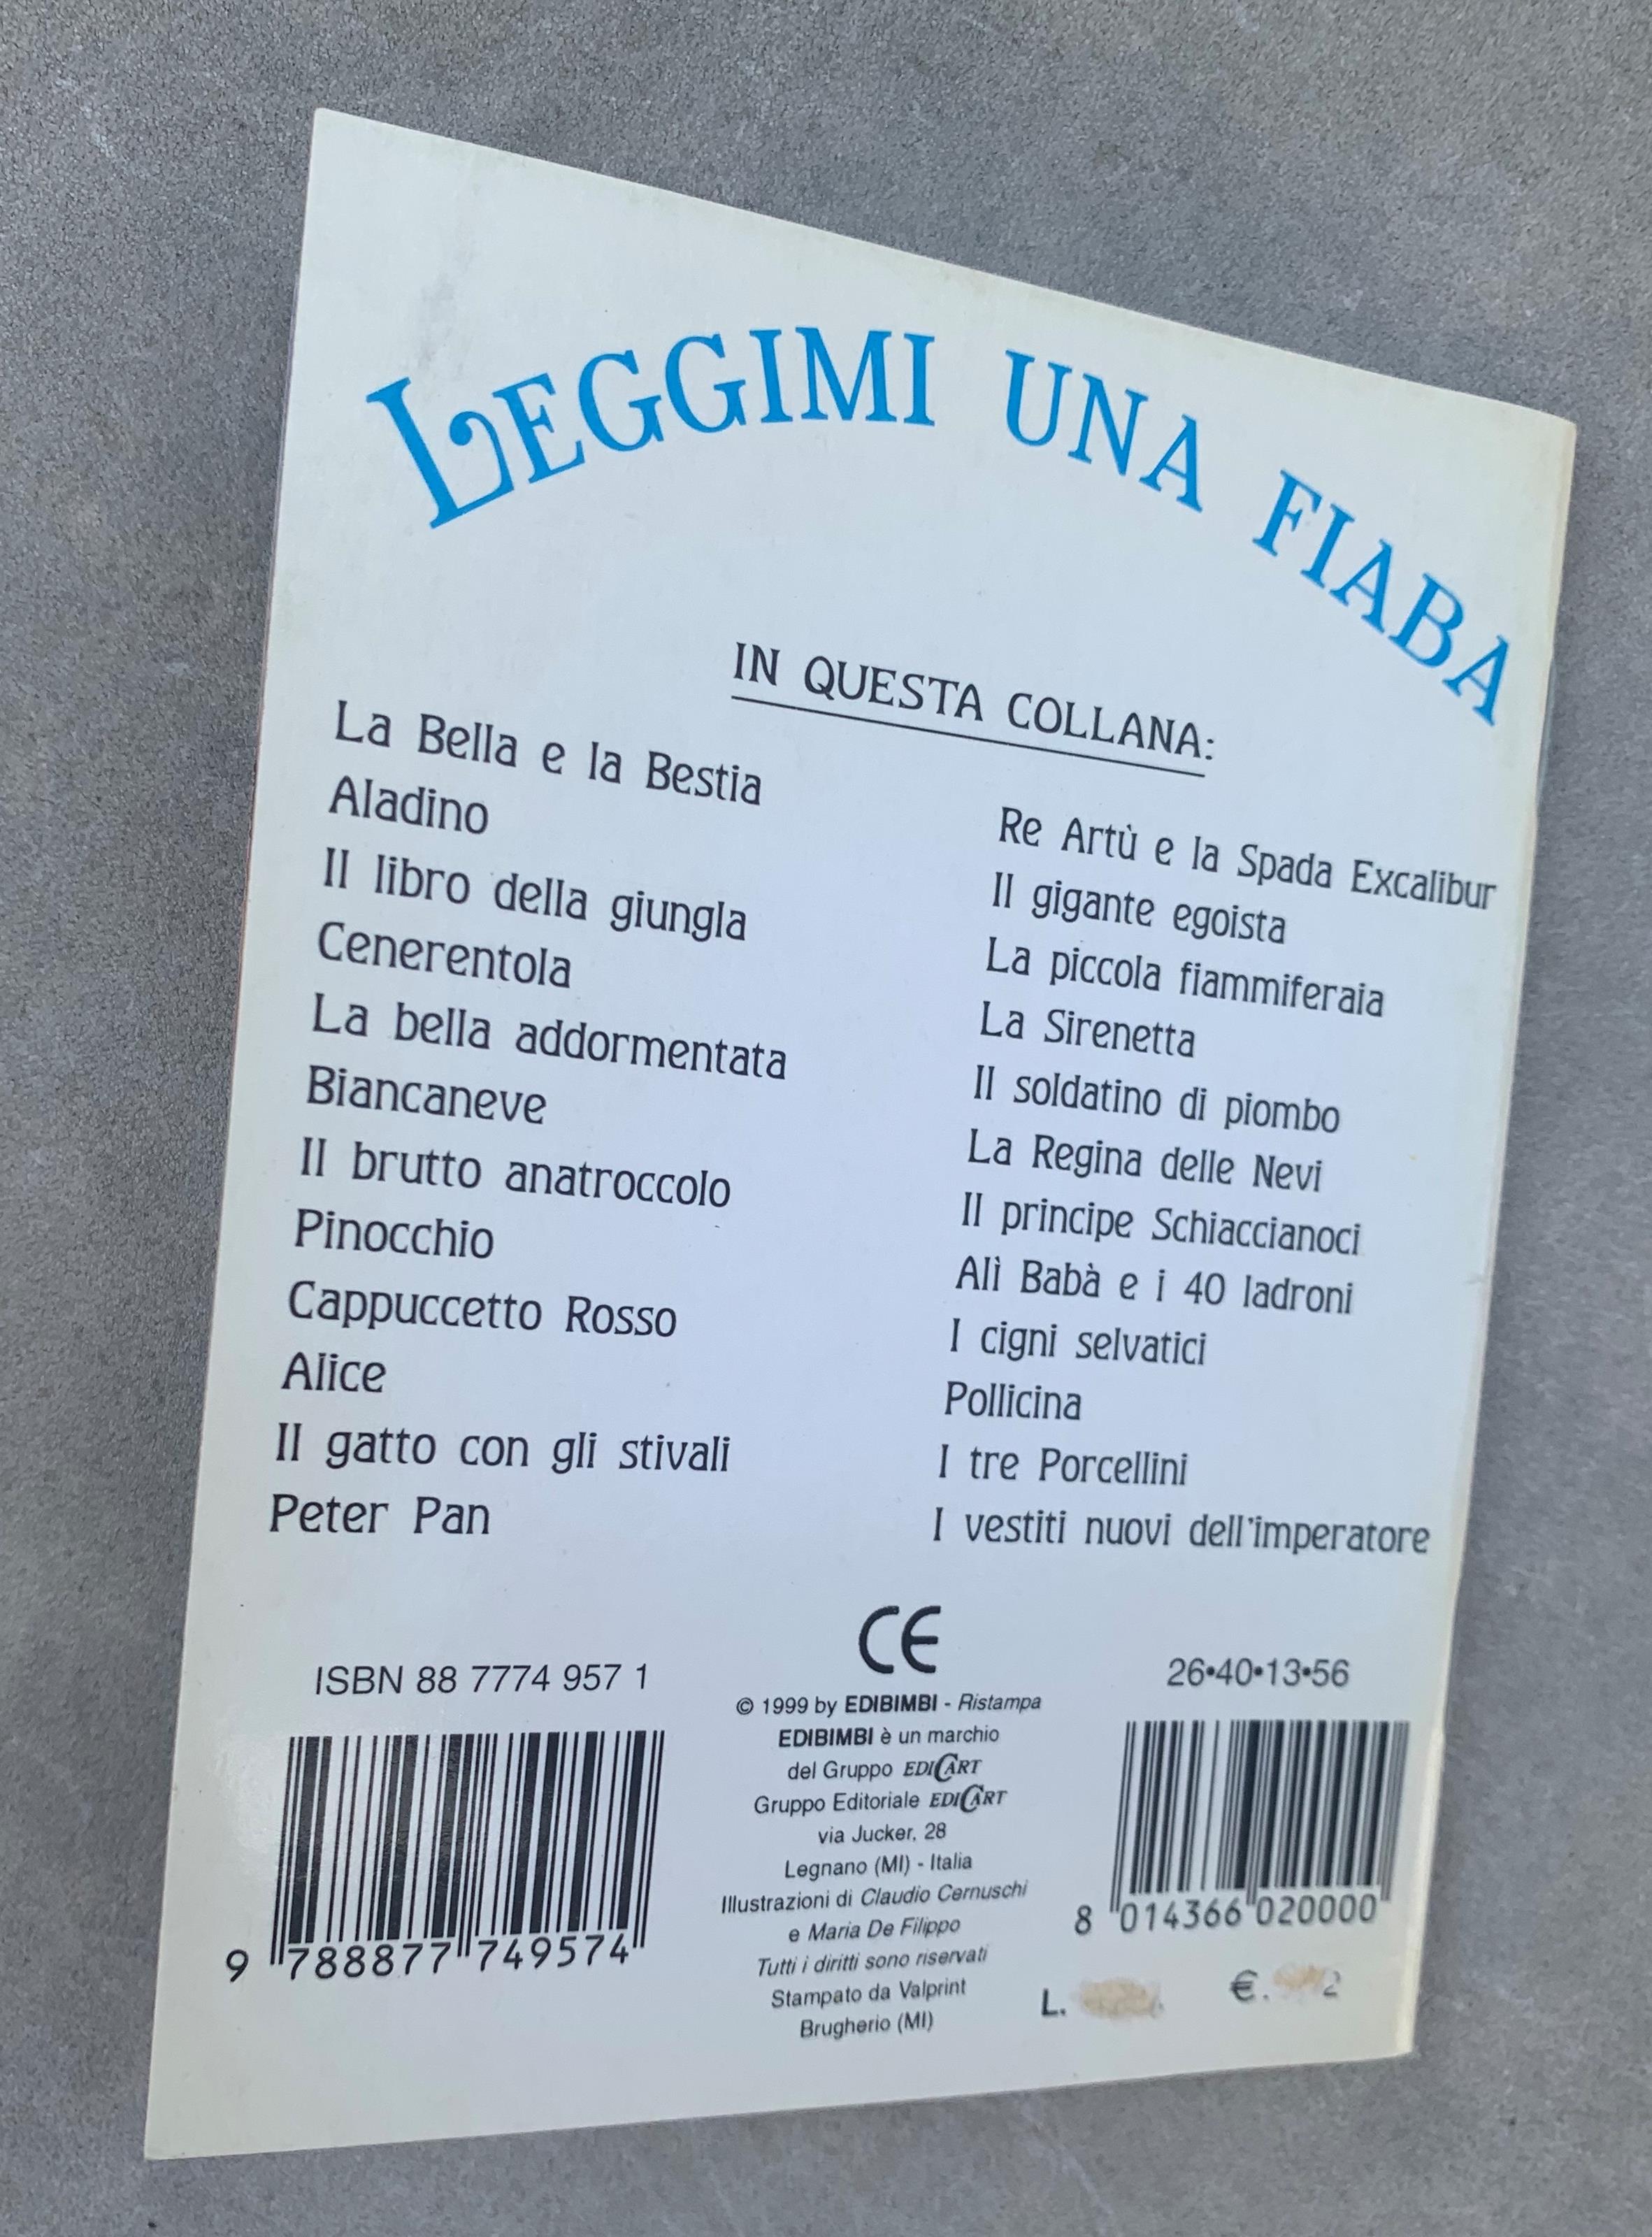 LEGGIMI UNA FIABA
IN QUESTA COLLANA:
La Bella e la Bestia
Aladino
Il libro della giungla
Cenerentola
La bella addormentata
Biancaneve
Il brutto anatroccolo
Pinocchio
Cappuccetto Rosso
Alice
Il gatto con gli stivali
Peter Pan
Re Artù e la Spada Excalibur
Il gigante egoista
La piccola fiammiferaia
La Sirenetta
Il soldatino di piombo
La Regina delle Nevi
Il principe Schiaccianoci
Alì Babà e i 40 ladroni
I cigni selvatici
Pollicina
I tre Porcellini
I vestiti nuovi dell'imperatore
ISBN 88 7774 957 1
9 788877 749574
CE
© 1999 by EDIBIMBI - Ristampa
EDIBIMBI è un marchio
del Gruppo EDICART
Gruppo Editoriale EDICART
via Jucker, 28
Legnano (MI) - Italia
Illustrazioni di Claudio Cernuschi
e Maria De Filippo
Tutti i diritti sono riservati
Stampato da Valprint
Brugherio (MI)
26•40•13•56
8 014366 020000
L.
€. 2